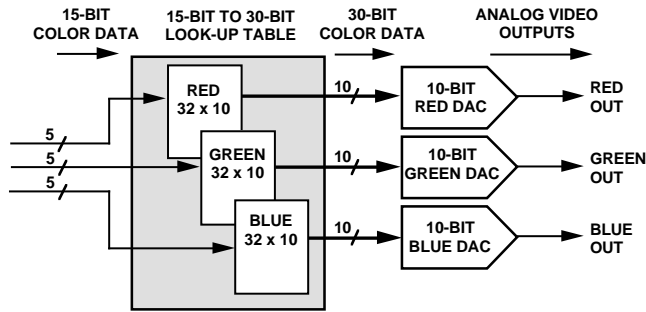 15-BIT
COLOR DATA
15-BIT TO 30-BIT
LOOK-UP TABLE
30-BIT
COLOR DATA
ANALOG VIDEO
OUTPUTS
RED
32 x 10
10
10-BIT
RED DAC
RED
OUT
5
5
5
GREEN
32 x 10
10
10-BIT
GREEN DAC
GREEN
OUT
BLUE
32 x 10
10
10-BIT
BLUE DAC
BLUE
OUT